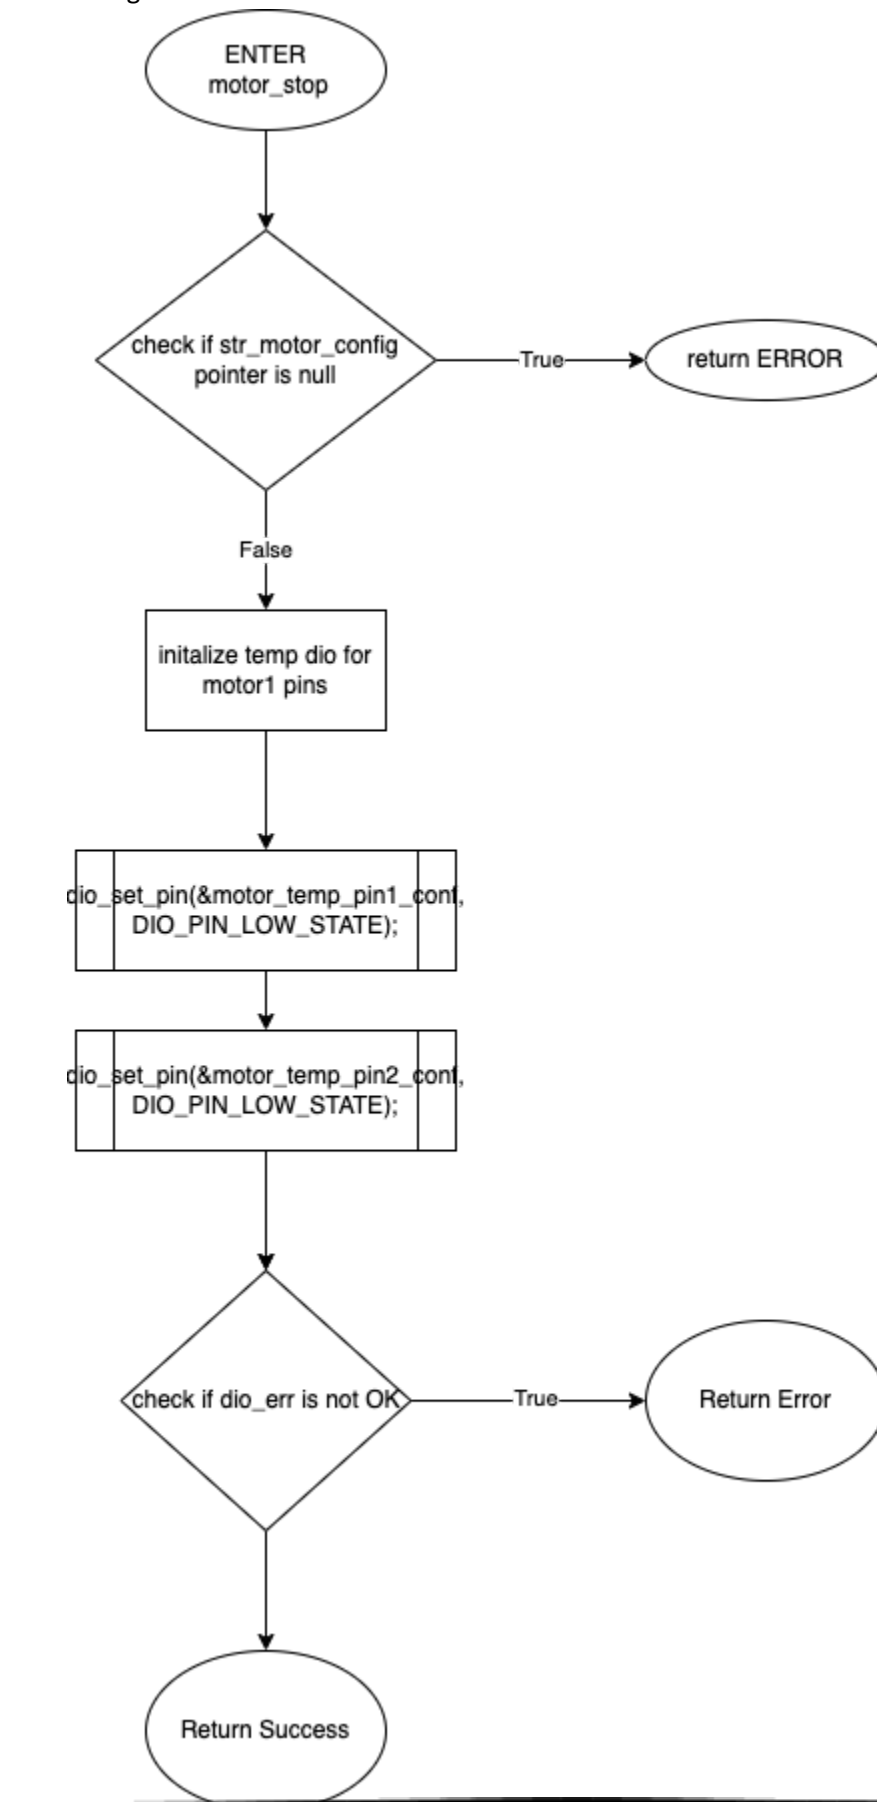 ENTER
motor_stop
check if str_motor_config
pointer is null
True
return ERROR
False
initalize temp dio for
motor1 pins
dio_set_pin(&motor_temp_pin1_conf,
DIO_PIN_LOW_STATE);
dio_set_pin(&motor_temp_pin2_conf,
DIO_PIN_LOW_STATE);
check if dio_err is not OK
True
Return Error
Return Success